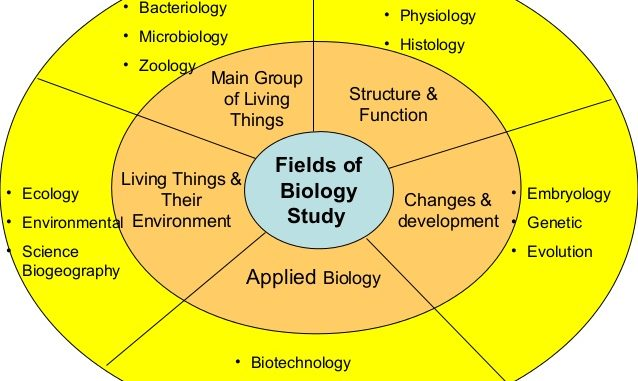 • Bacteriology
• Microbiology
• Zoology
• Physiology
• Histology
Main Group
of Living
Things
Structure &
Function
Fields of
Biology
Study
Living Things &
Their
Environment
Changes &
development
Applied Biology
• Ecology
• Environmental
• Science
Biogeography
• Embryology
• Genetic
• Evolution
• Biotechnology